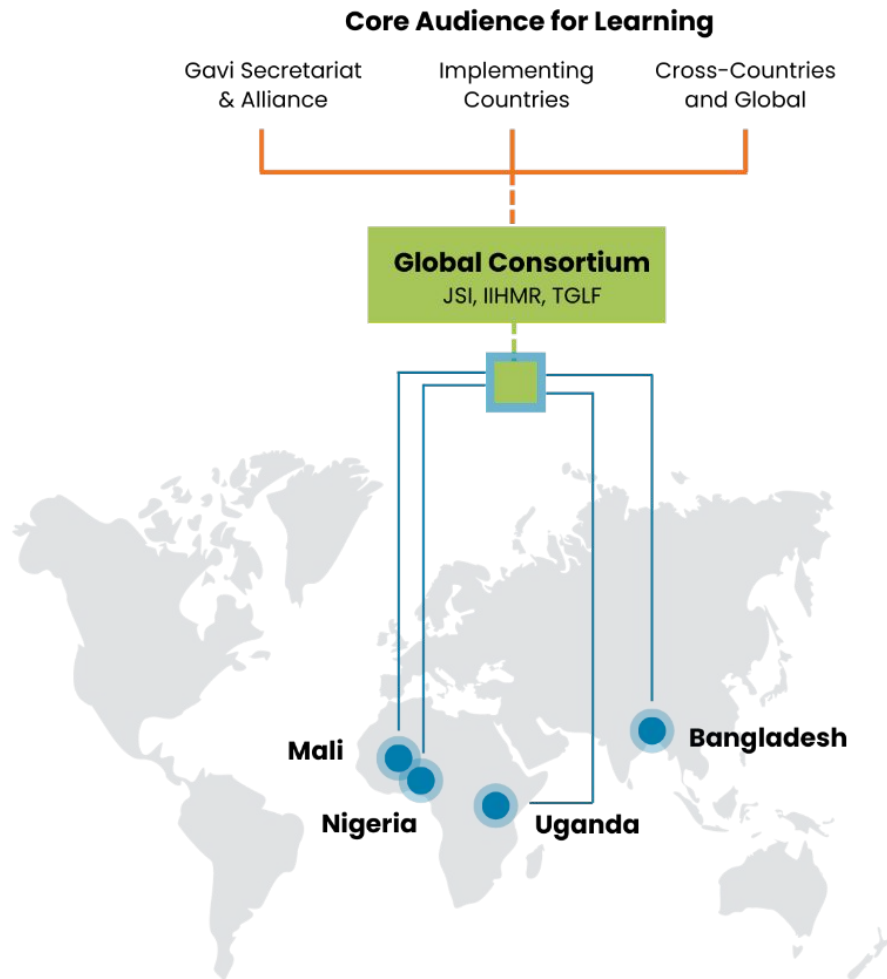 Core Audience for Learning
Gavi Secretariat
& Alliance
Implementing
Countries
Cross-Countries
and Global
Global Consortium
JSI, IIHMR, TGLF
Mali
Nigeria
Uganda
Bangladesh